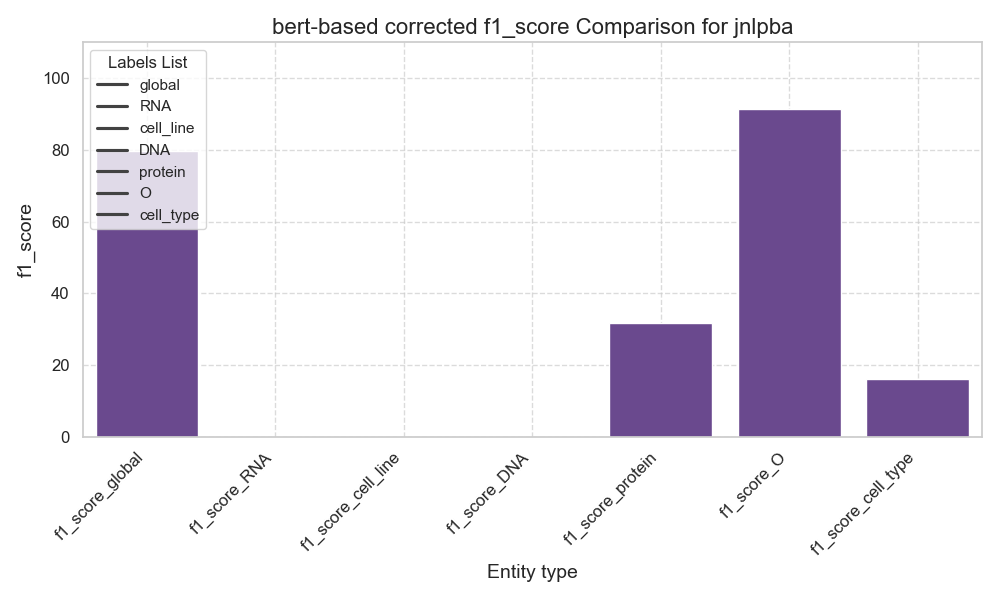 bert-based corrected f1_score Comparison for jnlpba
Labels List
global
RNA
cell_line
DNA
protein
O
cell_type
f1_score
100
80
60
40
20
0
f1_score_global
f1_score_RNA
f1_score_cell_line
f1_score_DNA
f1_score_protein
f1_score_O
f1_score_cell_type
Entity type